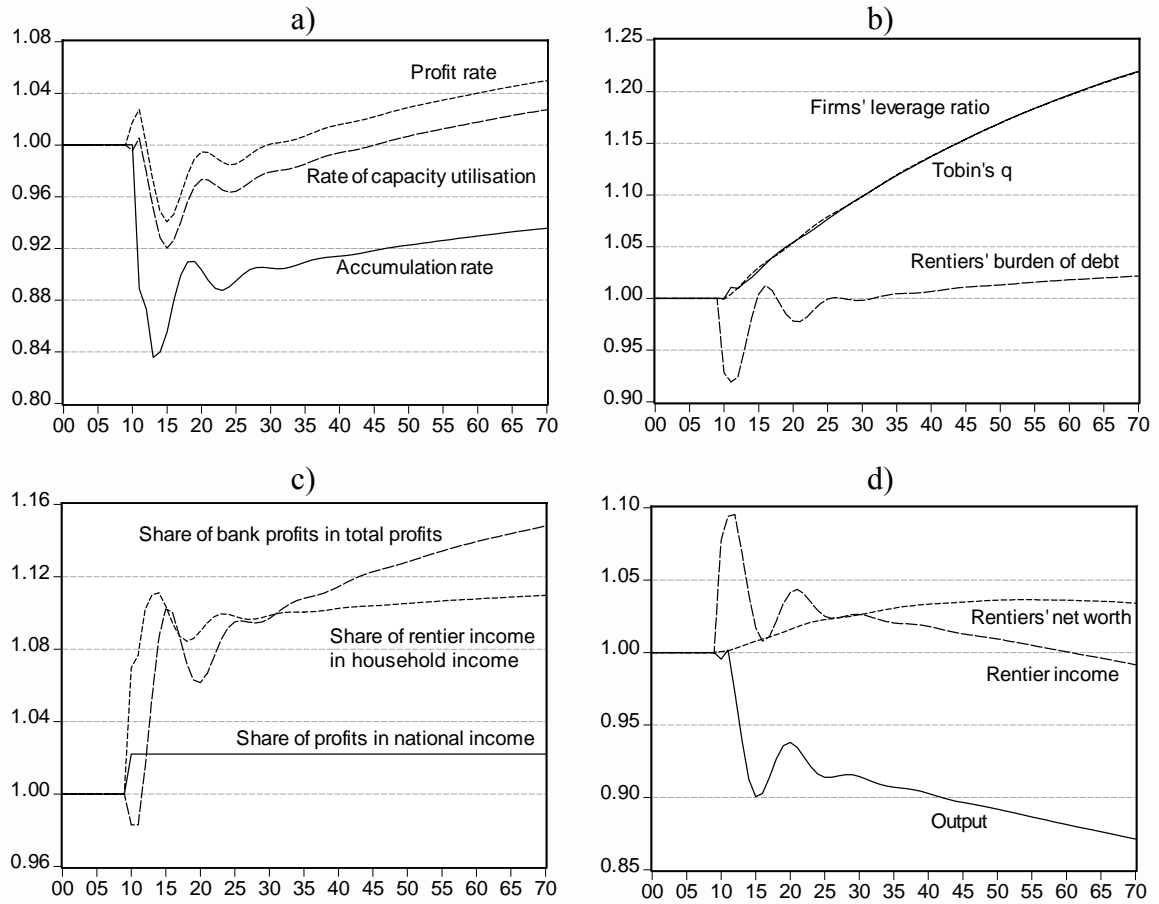 a)
1.08
1.04
1.00
0.96
0.92
0.88
0.84
0.80
Profit rate
Rate of capacity utilisation
Accumulation rate
00 05 10 15 20 25 30 35 40 45 50 55 60 65 70
b)
1.25
1.20
1.15
1.10
1.05
1.00
0.95
0.90
Firms' leverage ratio
Tobin's q
Rentiers' burden of debt
00 05 10 15 20 25 30 35 40 45 50 55 60 65 70
c)
1.16
1.12
1.08
1.04
1.00
0.96
Share of bank profits in total profits
Share of rentier income
in household income
Share of profits in national income
00 05 10 15 20 25 30 35 40 45 50 55 60 65 70
d)
1.10
1.05
1.00
0.95
0.90
0.85
Rentiers' net worth
Rentier income
Output
00 05 10 15 20 25 30 35 40 45 50 55 60 65 70